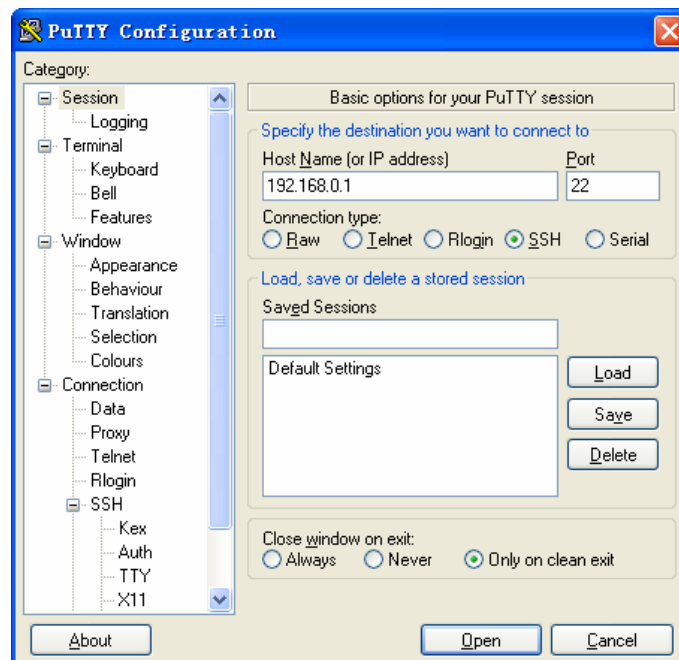 PuTTY Configuration
Category:
Session
Logging
Terminal
Keyboard
Bell
Features
Window
Appearance
Behaviour
Translation
Selection
Colours
Connection
Data
Proxy
Telnet
Rlogin
SSH
Kex
Auth
TTY
X11
Basic options for your PuTTY session
Specify the destination you want to connect to
Host Name (or IP address) Port
192.168.0.1 22
Connection type:
Raw Telnet Rlogin SSH Serial
Load, save or delete a stored session
Saved Sessions
Default Settings
Load
Save
Delete
Close window on exit:
Always Never Only on clean exit
About Open Cancel